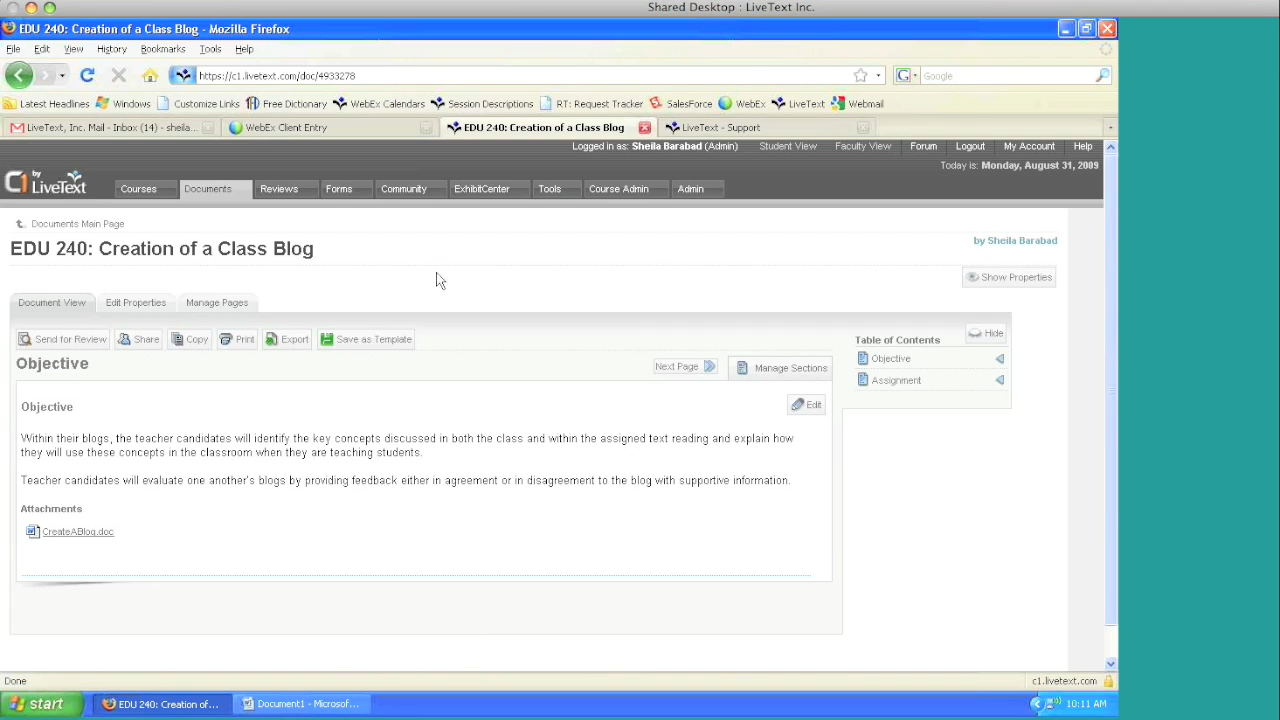 Shared Desktop : LiveText Inc.
EDU 240: Creation of a Class Blog - Mozilla Firefox
File Edit View History Bookmarks Tools Help
https://c1.livetext.com/doc/4933278
Google
Latest Headlines Windows Customize Links Free Dictionary WebEx Calendars Session Descriptions RT: Request Tracker SalesForce WebEx LiveText Webmail
LiveText, Inc. Mail - Inbox (14) - sheila... WebEx Client Entry EDU 240: Creation of a Class Blog LiveText - Support
Logged in as: Sheila Barabad (Admin) Student View Faculty View Forum Logout My Account Help
Today is: Monday, August 31, 2009
C1 by LiveText
Courses Documents Reviews Forms Community ExhibitCenter Tools Course Admin Admin
Documents Main Page
EDU 240: Creation of a Class Blog
by Sheila Barabad
Show Properties
Document View Edit Properties Manage Pages
Send for Review Share Copy Print Export Save as Template
Table of Contents Hide
Objective
Assignment
Objective
Next Page Manage Sections
Objective
Edit
Within their blogs, the teacher candidates will identify the key concepts discussed in both the class and within the assigned text reading and explain how
they will use these concepts in the classroom when they are teaching students.
Teacher candidates will evaluate one another's blogs by providing feedback either in agreement or in disagreement to the blog with supportive information.
Attachments
CreateABlog.doc
Done
c1.livetext.com
start EDU 240: Creation of... Document1 - Microsof...
10:11 AM